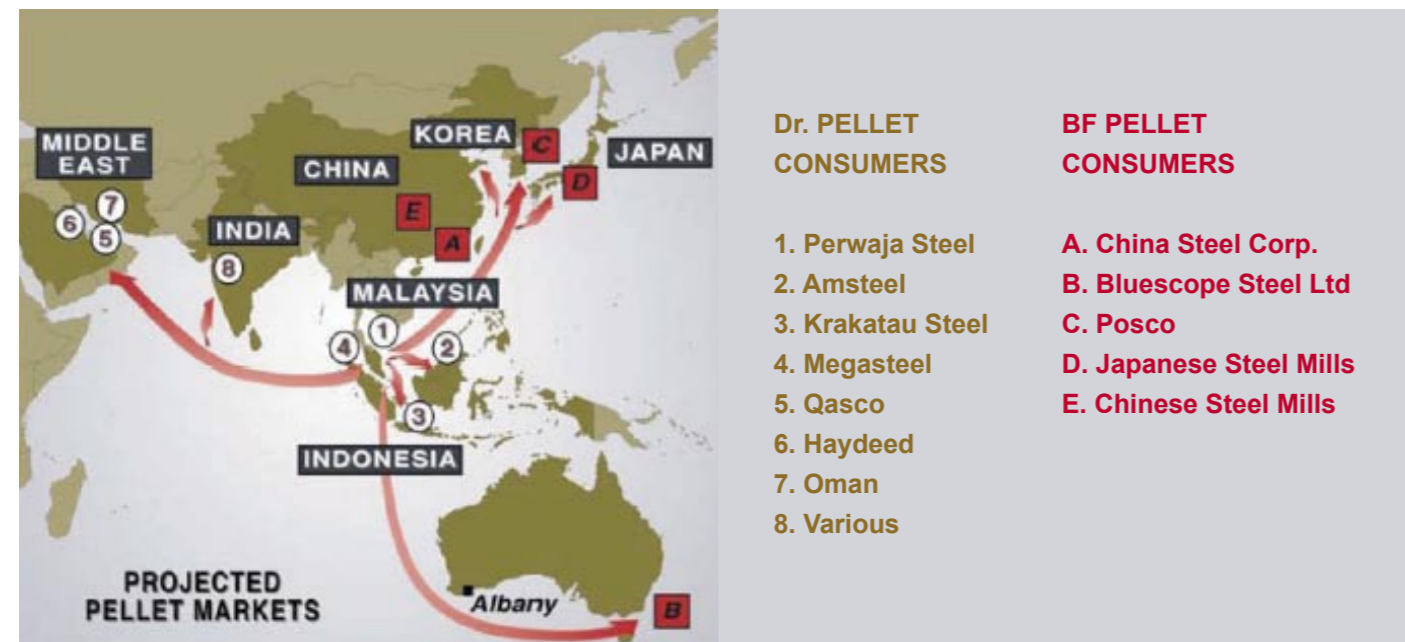 MIDDLE
EAST
KOREA
C
JAPAN
CHINA
D
7
6
5
E
INDIA
A
8
MALAYSIA
1
4
2
3
INDONESIA
PROJECTED
PELLET MARKETS
Albany
B
Dr. PELLET
CONSUMERS
1. Perwaja Steel
2. Amsteel
3. Krakatau Steel
4. Megasteel
5. Qasco
6. Haydeed
7. Oman
8. Various
BF PELLET
CONSUMERS
A. China Steel Corp.
B. Bluescope Steel Ltd
C. Posco
D. Japanese Steel Mills
E. Chinese Steel Mills